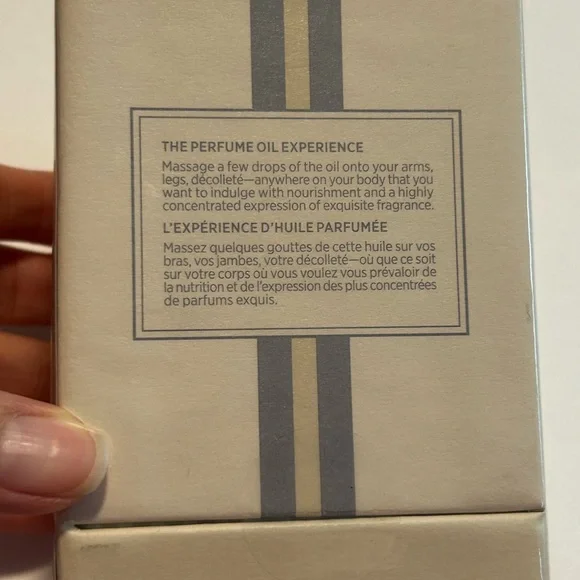 THE PERFUME OIL EXPERIENCE
Massage a few drops of the oil onto your arms,
legs, décolleté—anywhere on your body that you
want to indulge with nourishment and a highly
concentrated expression of exquisite fragrance.
L'EXPÉRIENCE D'HUILE PARFUMÉE
Massez quelques gouttes de cette huile sur vos
bras, vos jambes, votre décolleté—où que ce soit
sur votre corps où vous voulez vous prévaloir de
la nutrition et de l'expression des plus concentrées
de parfums exquis.